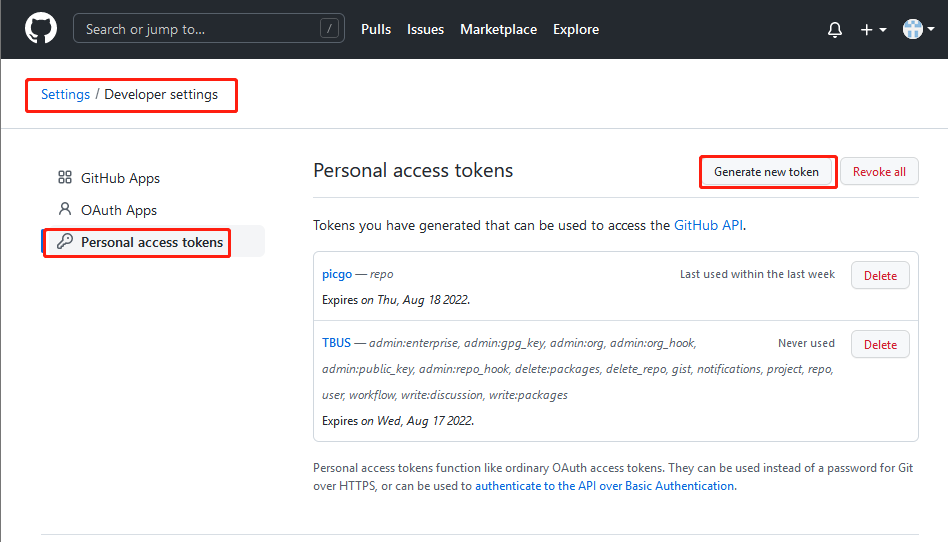 Search or jump to... / Pulls Issues Marketplace Explore
Settings / Developer settings
GitHub Apps
OAuth Apps
Personal access tokens
Personal access tokens Generate new token Revoke all
Tokens you have generated that can be used to access the GitHub API.
picgo — repo Last used within the last week Delete
Expires on Thu, Aug 18 2022.
TBUS — admin:enterprise, admin:gpg_key, admin:org, admin:org_hook, Never used Delete
admin:public_key, admin:repo_hook, delete:packages, delete_repo, gist, notifications, project, repo,
user, workflow, write:discussion, write:packages
Expires on Wed, Aug 17 2022.
Personal access tokens function like ordinary OAuth access tokens. They can be used instead of a password for Git
over HTTPS, or can be used to authenticate to the API over Basic Authentication.